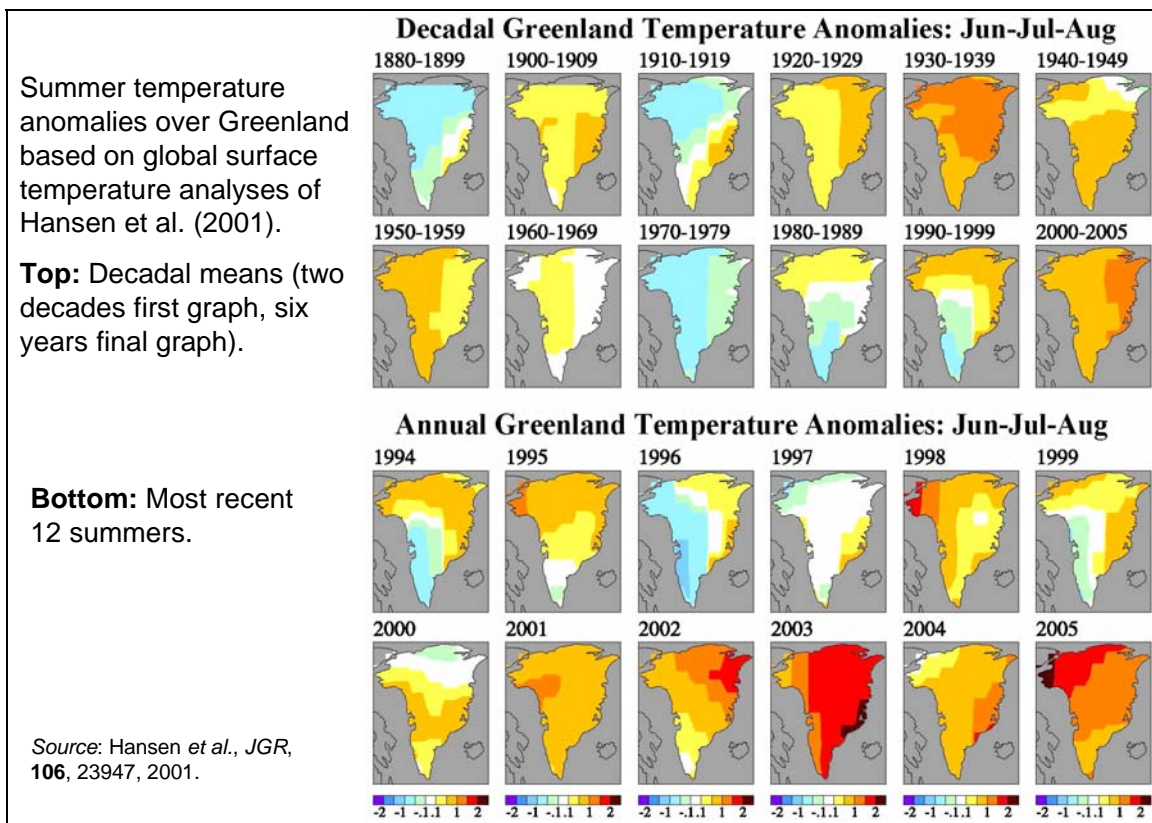 Summer temperature
anomalies over Greenland
based on global surface
temperature analyses of
Hansen et al. (2001).
Top: Decadal means (two
decades first graph, six
years final graph).
Bottom: Most recent
12 summers.
Source: Hansen et al., JGR,
106, 23947, 2001.
Decadal Greenland Temperature Anomalies: Jun-Jul-Aug
1880-1899 1900-1909 1910-1919 1920-1929 1930-1939 1940-1949
1950-1959 1960-1969 1970-1979 1980-1989 1990-1999 2000-2005
Annual Greenland Temperature Anomalies: Jun-Jul-Aug
1994 1995 1996 1997 1998 1999
2000 2001 2002 2003 2004 2005
-2 -1 -.1.1 1 2 -2 -1 -.1.1 1 2 -2 -1 -.1.1 1 2 -2 -1 -.1.1 1 2 -2 -1 -.1.1 1 2 -2 -1 -.1.1 1 2